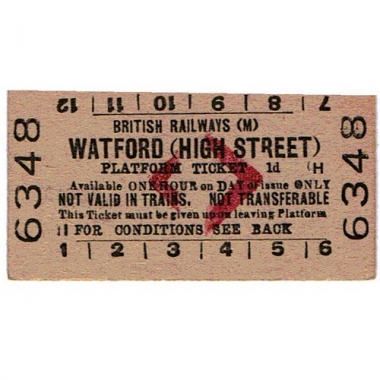 12 | 11 | 10 | 9 | 8 | 7
BRITISH RAILWAYS (M)
WATFORD (HIGH STREET)
PLATFORM TICKET 1d (H
Available ONE HOUR on DAY of issue ONLY
NOT VALID IN TRAINS. NOT TRANSFERABLE
This Ticket must be given up on leaving Platform
FOR CONDITIONS SEE BACK
1 | 2 | 3 | 4 | 5 | 6
6348
6348